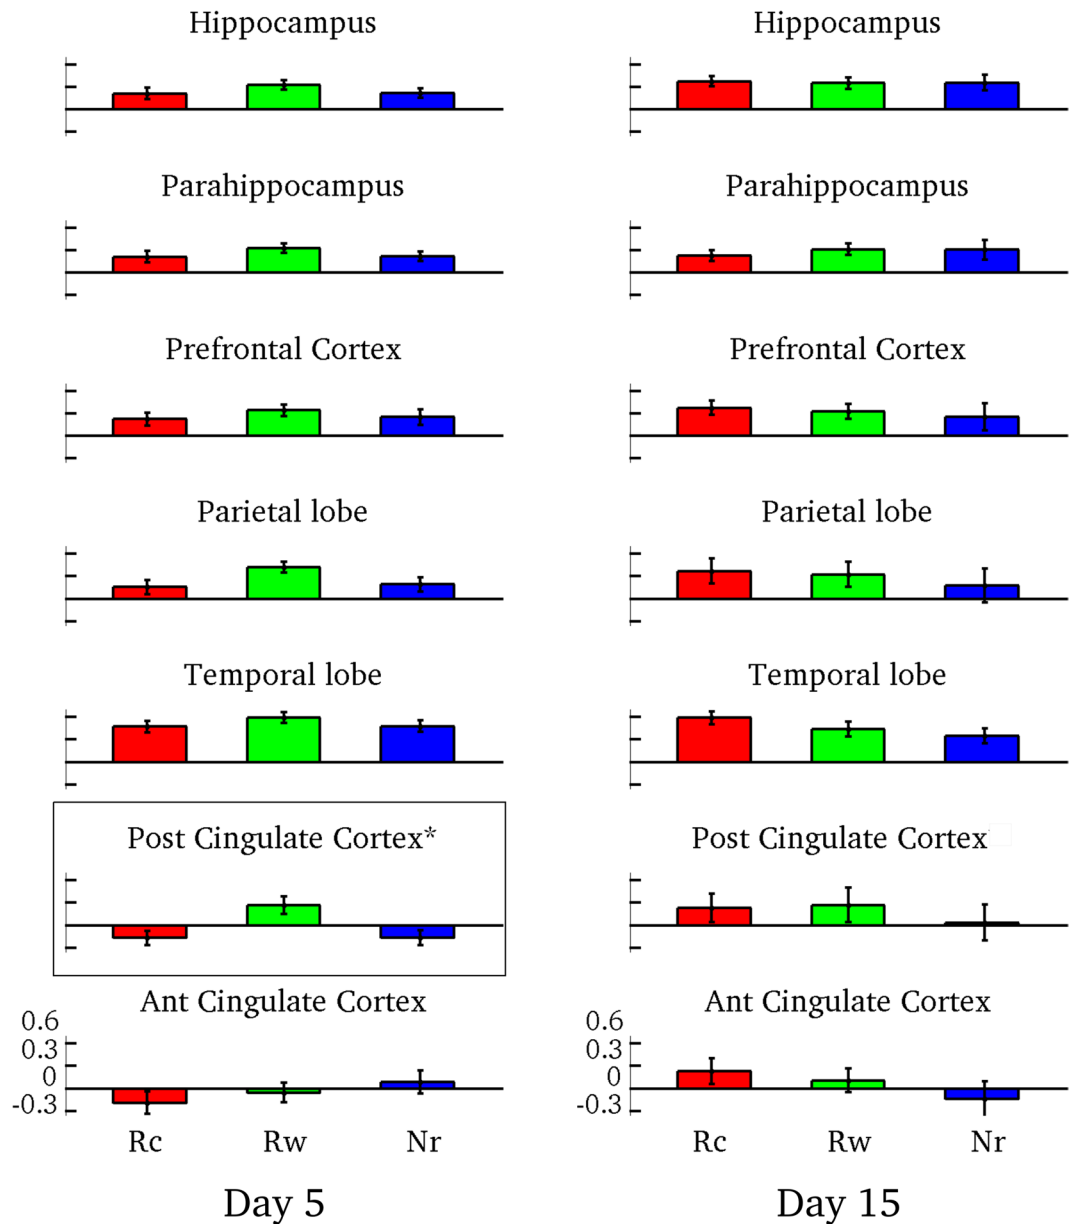 Hippocampus
Hippocampus
Parahippocampus
Parahippocampus
Prefrontal Cortex
Prefrontal Cortex
Parietal lobe
Parietal lobe
Temporal lobe
Temporal lobe
Post Cingulate Cortex*
Post Cingulate Cortex
Ant Cingulate Cortex
Ant Cingulate Cortex
0.6
0.6
0.3
0.3
0
0
-0.3
-0.3
Rc Rw Nr
Rc Rw Nr
Day 5
Day 15